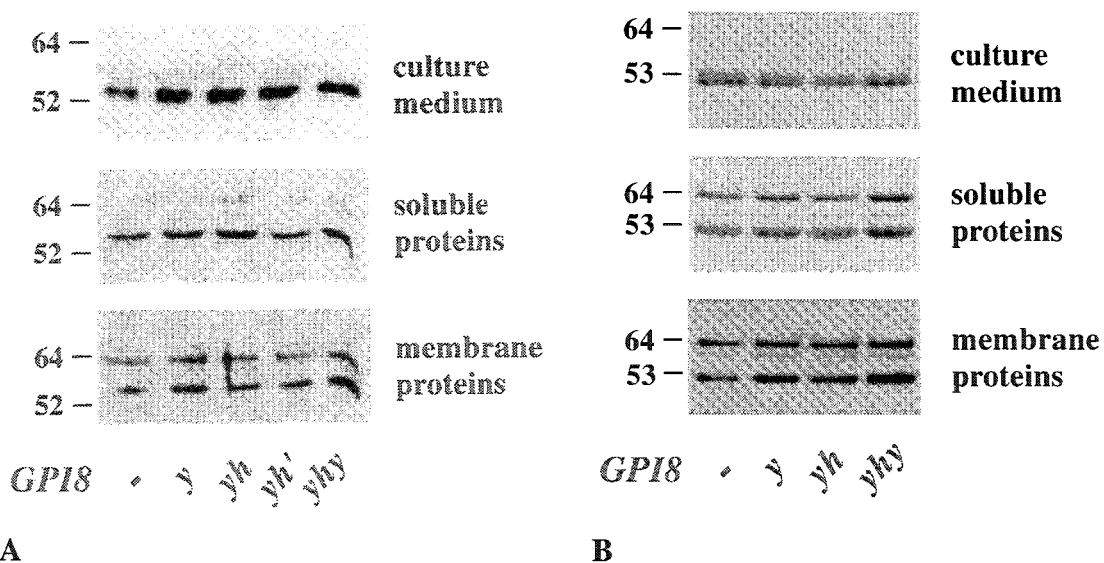 64 –
52 –
culture
medium
64 –
52 –
soluble
proteins
64 –
52 –
membrane
proteins
GPI8 - y yh yh' yhy
A
64 –
53 –
culture
medium
64 –
53 –
soluble
proteins
64 –
53 –
membrane
proteins
GPI8 - y yh yhy
B